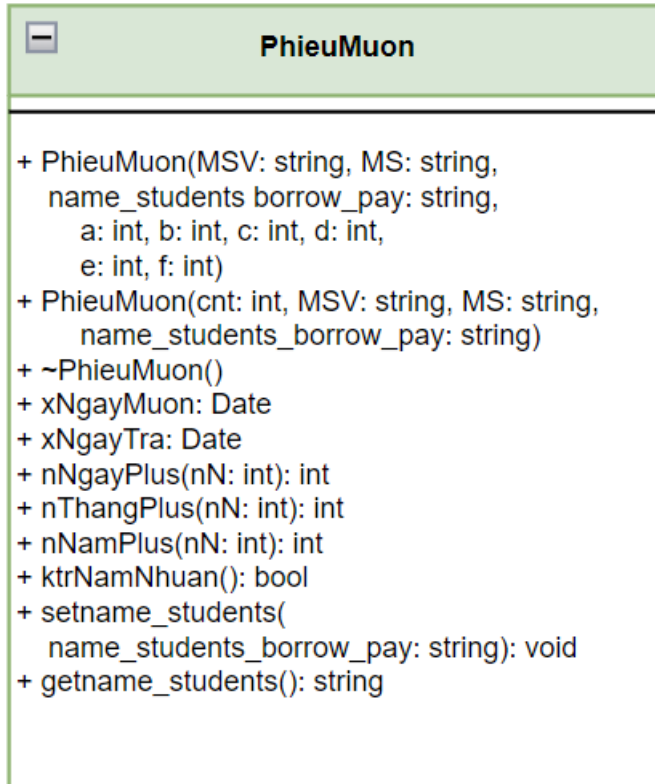 PhieuMuon
+ PhieuMuon(MSV: string, MS: string,
name_students borrow_pay: string,
a: int, b: int, c: int, d: int,
e: int, f: int)
+ PhieuMuon(cnt: int, MSV: string, MS: string,
name_students_borrow_pay: string)
+ ~PhieuMuon()
+ xNgayMuon: Date
+ xNgayTra: Date
+ nNgayPlus(nN: int): int
+ nThangPlus(nN: int): int
+ nNamPlus(nN: int): int
+ ktrNamNhuan(): bool
+ setname_students(
name_students_borrow_pay: string): void
+ getname_students(): string